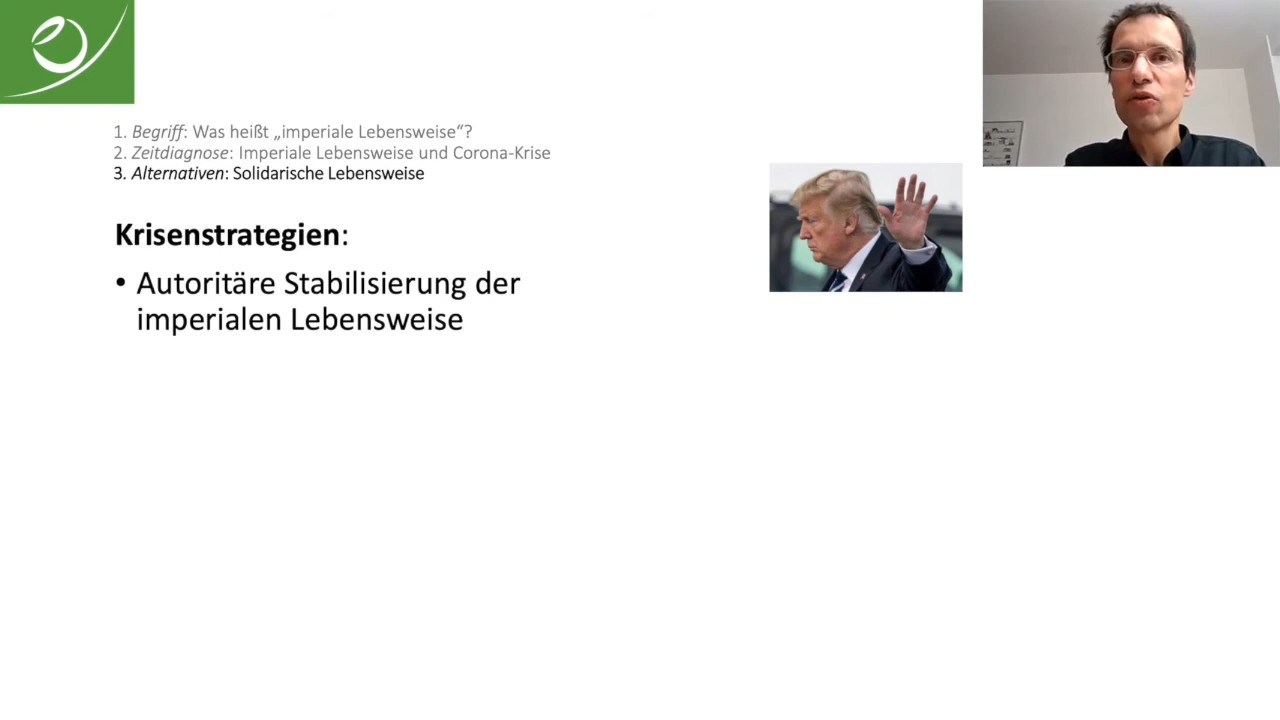 1. Begriff: Was heißt „imperiale Lebensweise“?
2. Zeitdiagnose: Imperiale Lebensweise und Corona-Krise
3. Alternativen: Solidarische Lebensweise
Krisenstrategien:
• Autoritäre Stabilisierung der
imperialen Lebensweise